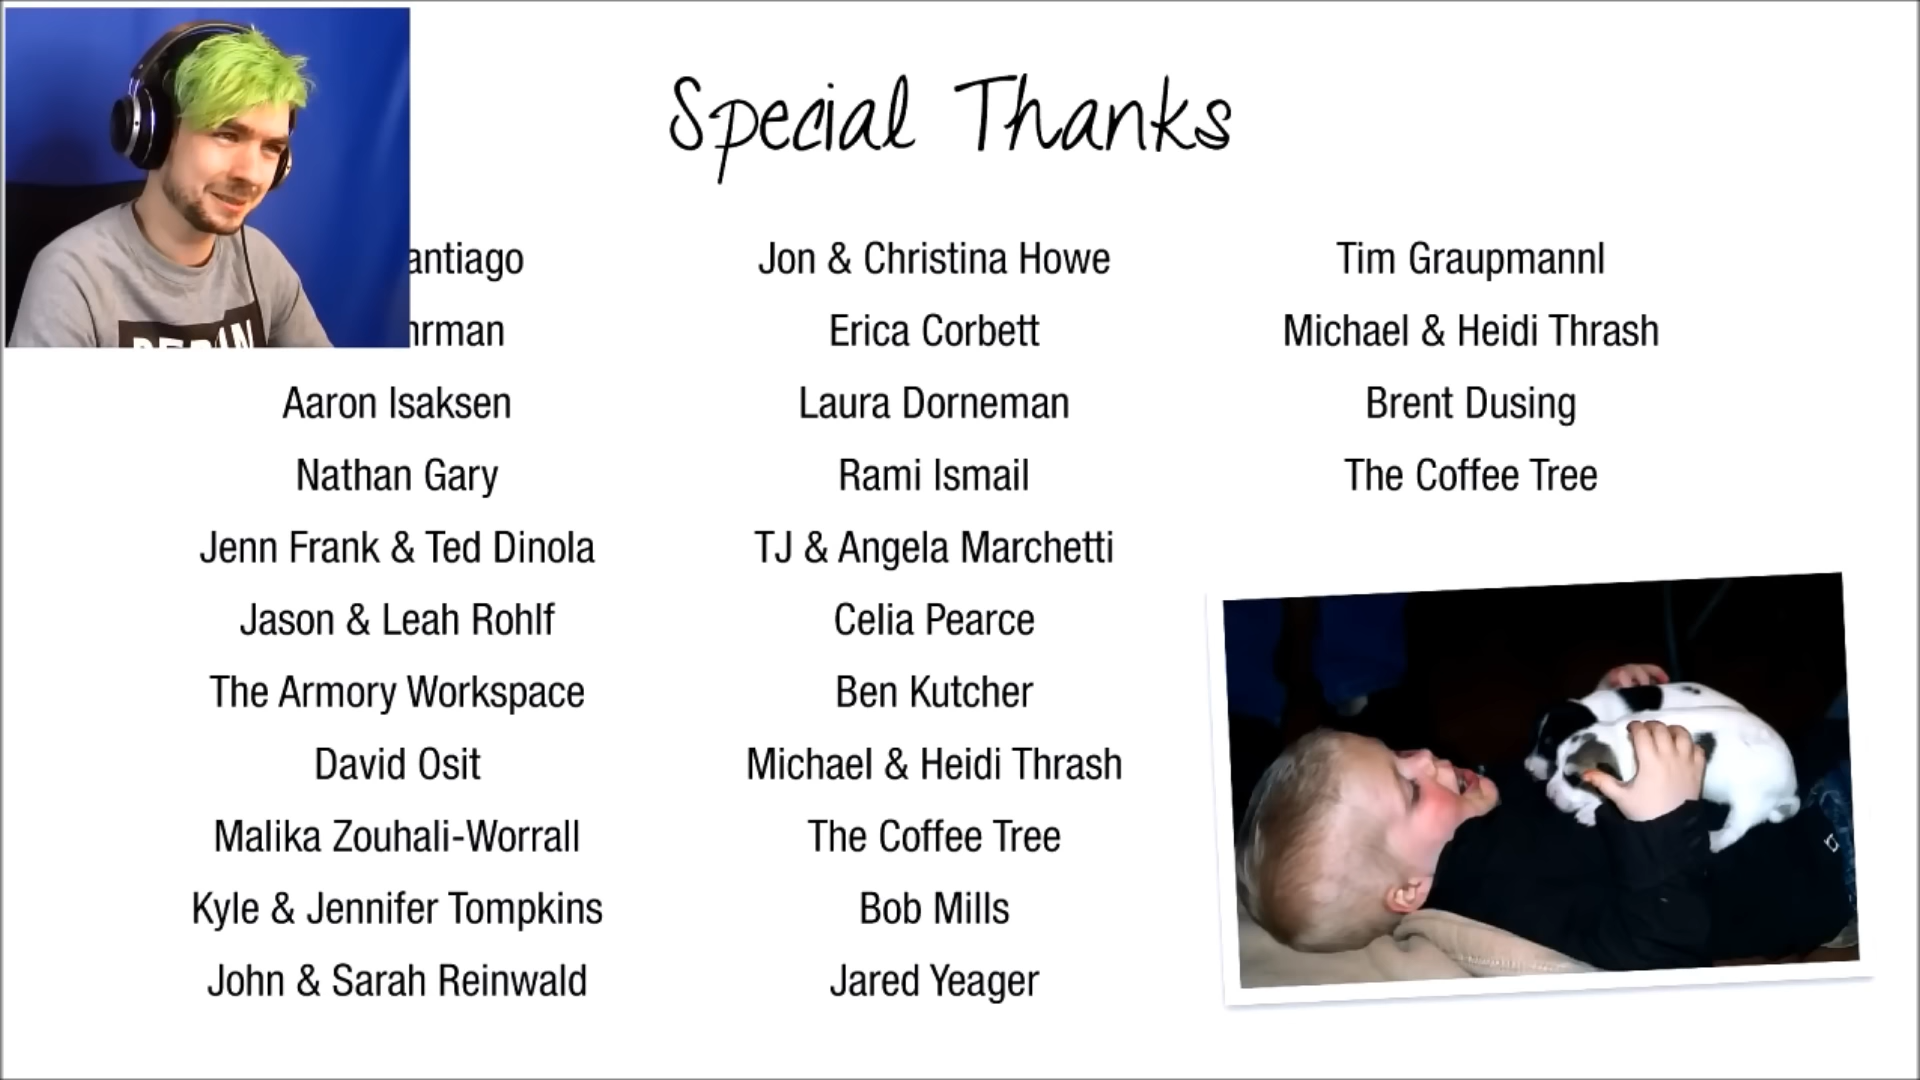 Special Thanks
Jon & Christina Howe
Erica Corbett
Laura Dorneman
Rami Ismail
TJ & Angela Marchetti
Celia Pearce
Ben Kutcher
Michael & Heidi Thrash
The Coffee Tree
Bob Mills
Jared Yeager
Tim Graupmannl
Michael & Heidi Thrash
Brent Dusing
The Coffee Tree
Aaron Isaksen
Nathan Gary
Jenn Frank & Ted Dinola
Jason & Leah Rohlf
The Armory Workspace
David Osit
Malika Zouhali-Worrall
Kyle & Jennifer Tompkins
John & Sarah Reinwald